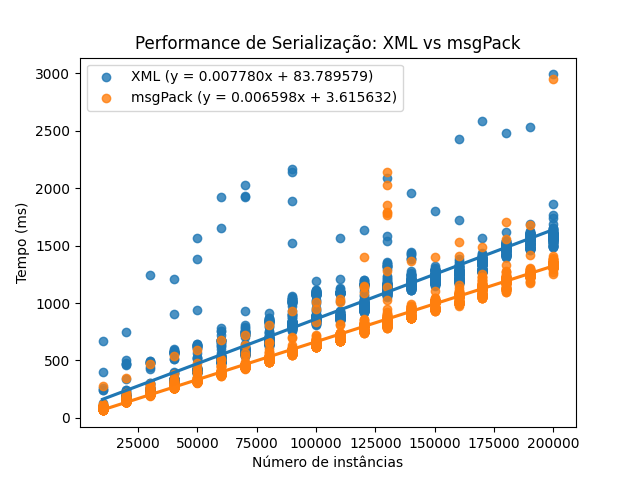 Performance de Serialização: XML vs msgPack
XML (y = 0.007780x + 83.789579)
msgPack (y = 0.006598x + 3.615632)
Tempo (ms)
3000
2500
2000
1500
1000
500
0
25000 50000 75000 100000 125000 150000 175000 200000
Número de instâncias